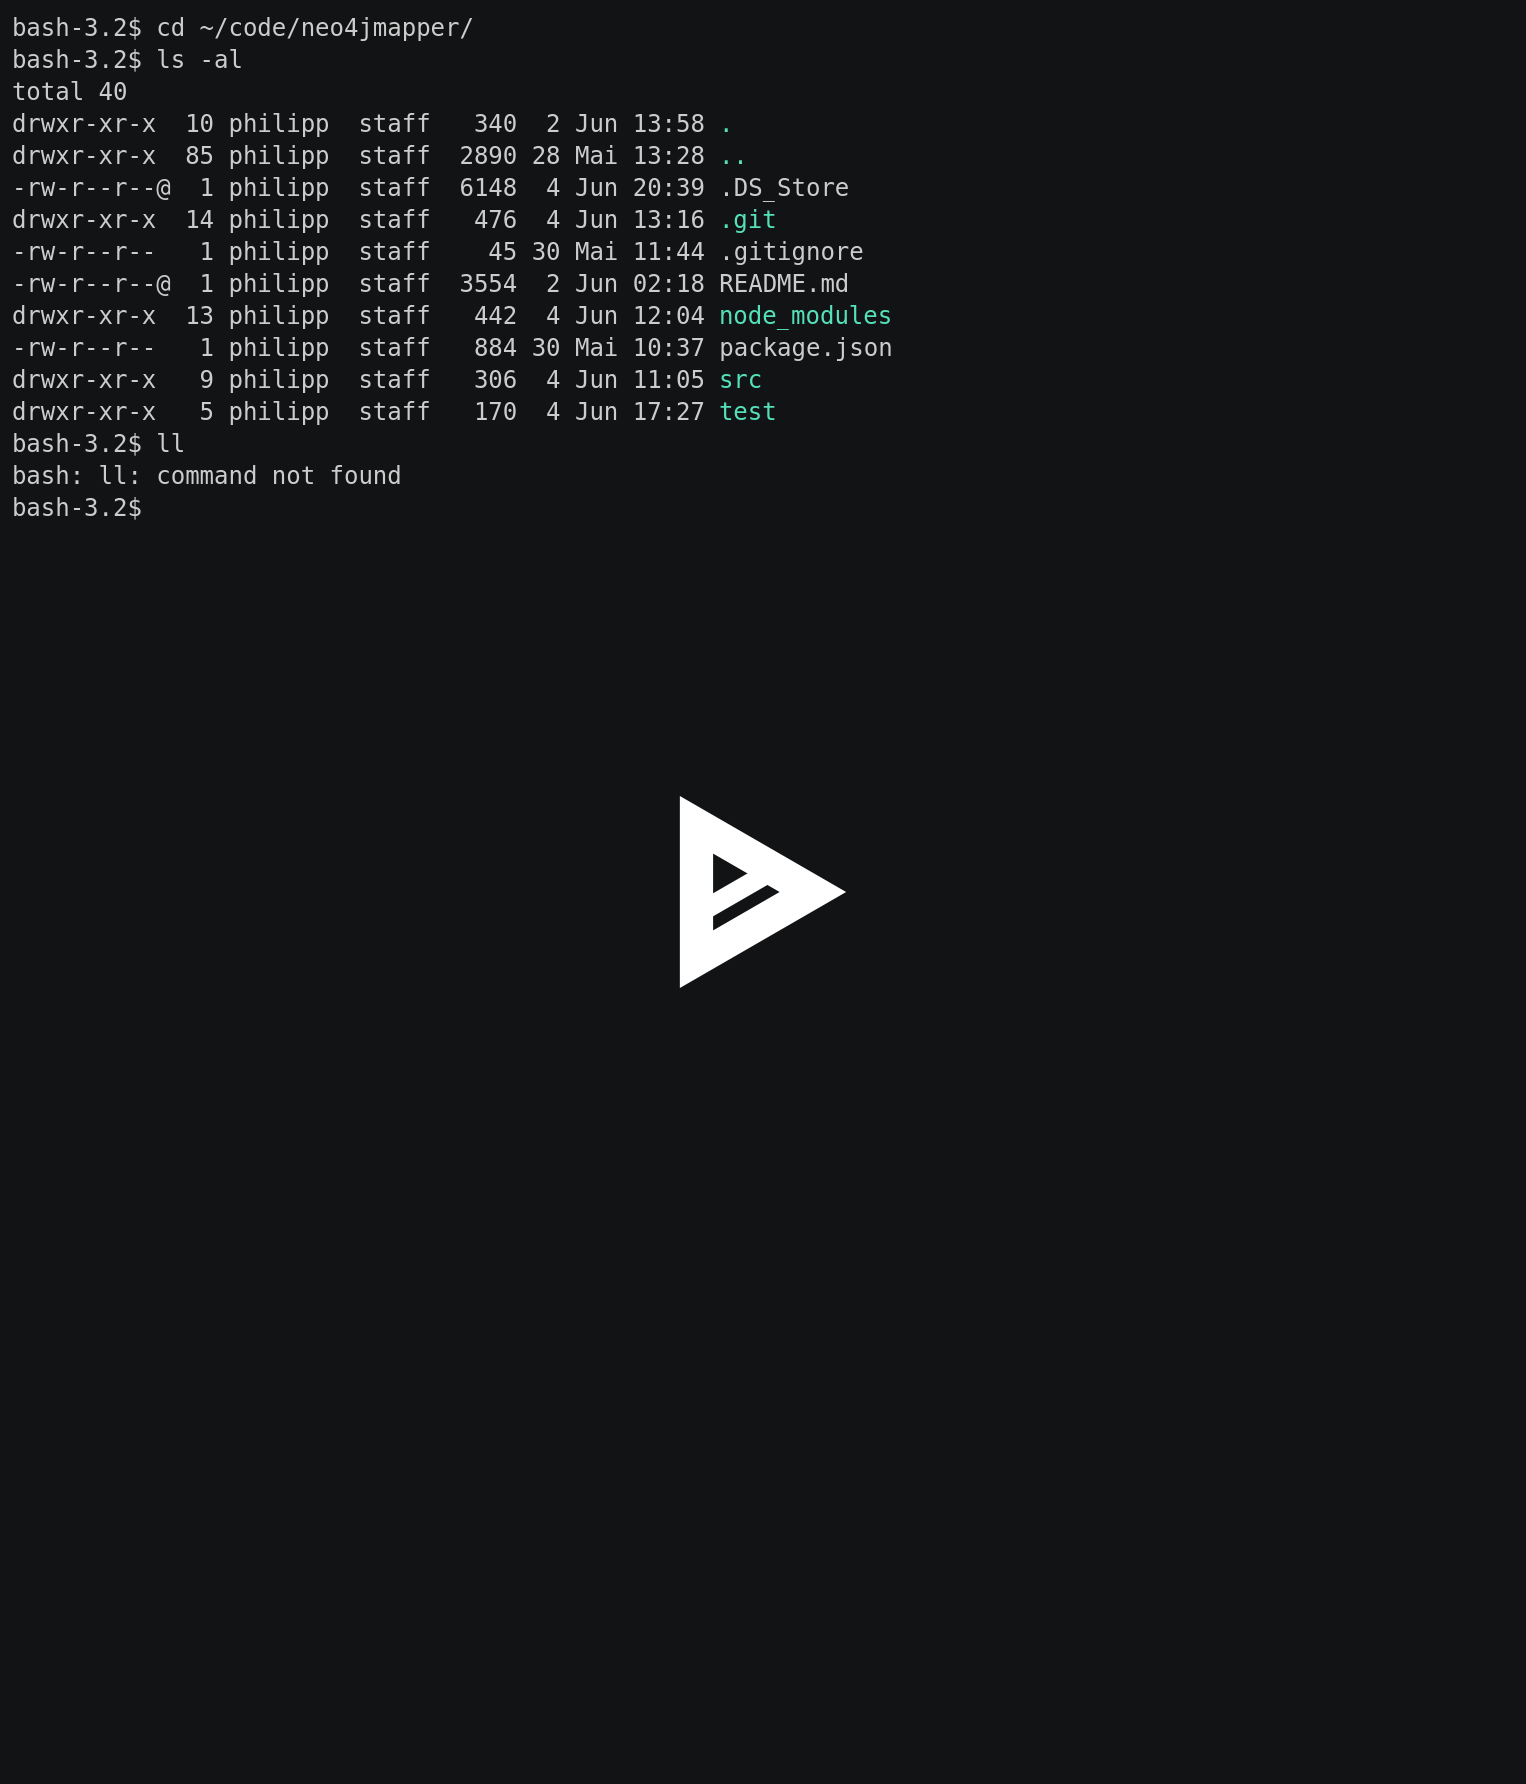 bash-3.2$ cd ~/code/neo4jmapper/
bash-3.2$ ls -al
total 40
drwxr-xr-x  10 philipp  staff   340  2 Jun 13:58 .
drwxr-xr-x  85 philipp  staff  2890 28 Mai 13:28 ..
-rw-r--r--@  1 philipp  staff  6148  4 Jun 20:39 .DS_Store
drwxr-xr-x  14 philipp  staff   476  4 Jun 13:16 .git
-rw-r--r--   1 philipp  staff    45 30 Mai 11:44 .gitignore
-rw-r--r--@  1 philipp  staff  3554  2 Jun 02:18 README.md
drwxr-xr-x  13 philipp  staff   442  4 Jun 12:04 node_modules
-rw-r--r--   1 philipp  staff   884 30 Mai 10:37 package.json
drwxr-xr-x   9 philipp  staff   306  4 Jun 11:05 src
drwxr-xr-x   5 philipp  staff   170  4 Jun 17:27 test
bash-3.2$ ll
bash: ll: command not found
bash-3.2$